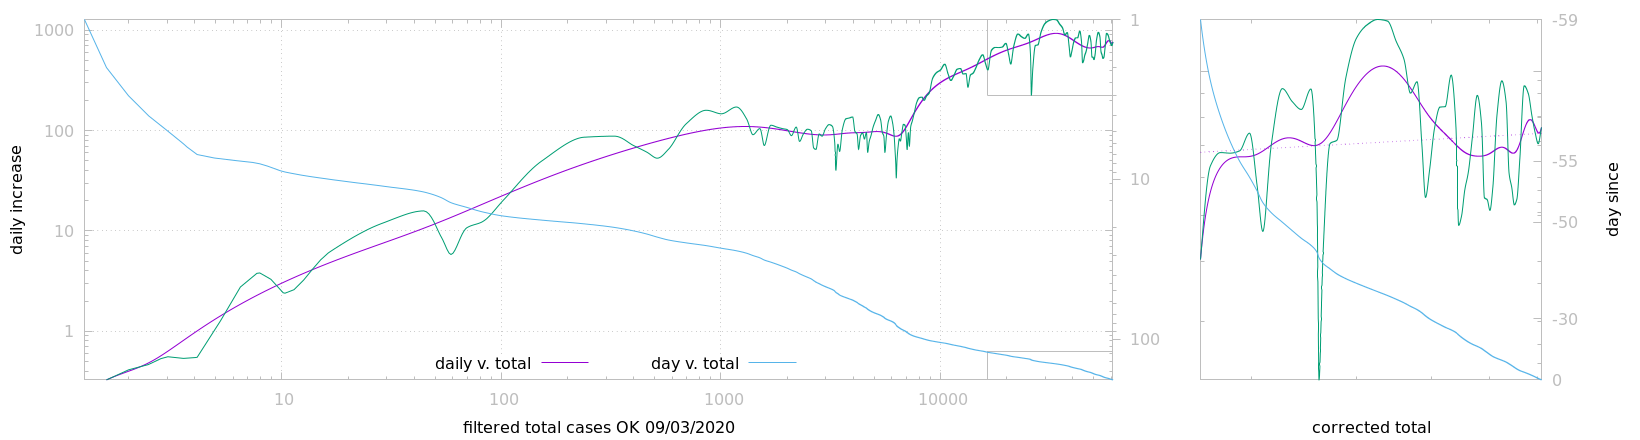 daily increase
1000
100
10
1
10
100
1000
10000
filtered total cases OK 09/03/2020
daily v. total
day v. total
1
10
100
-59
-55
-50
-30
0
day since
corrected total